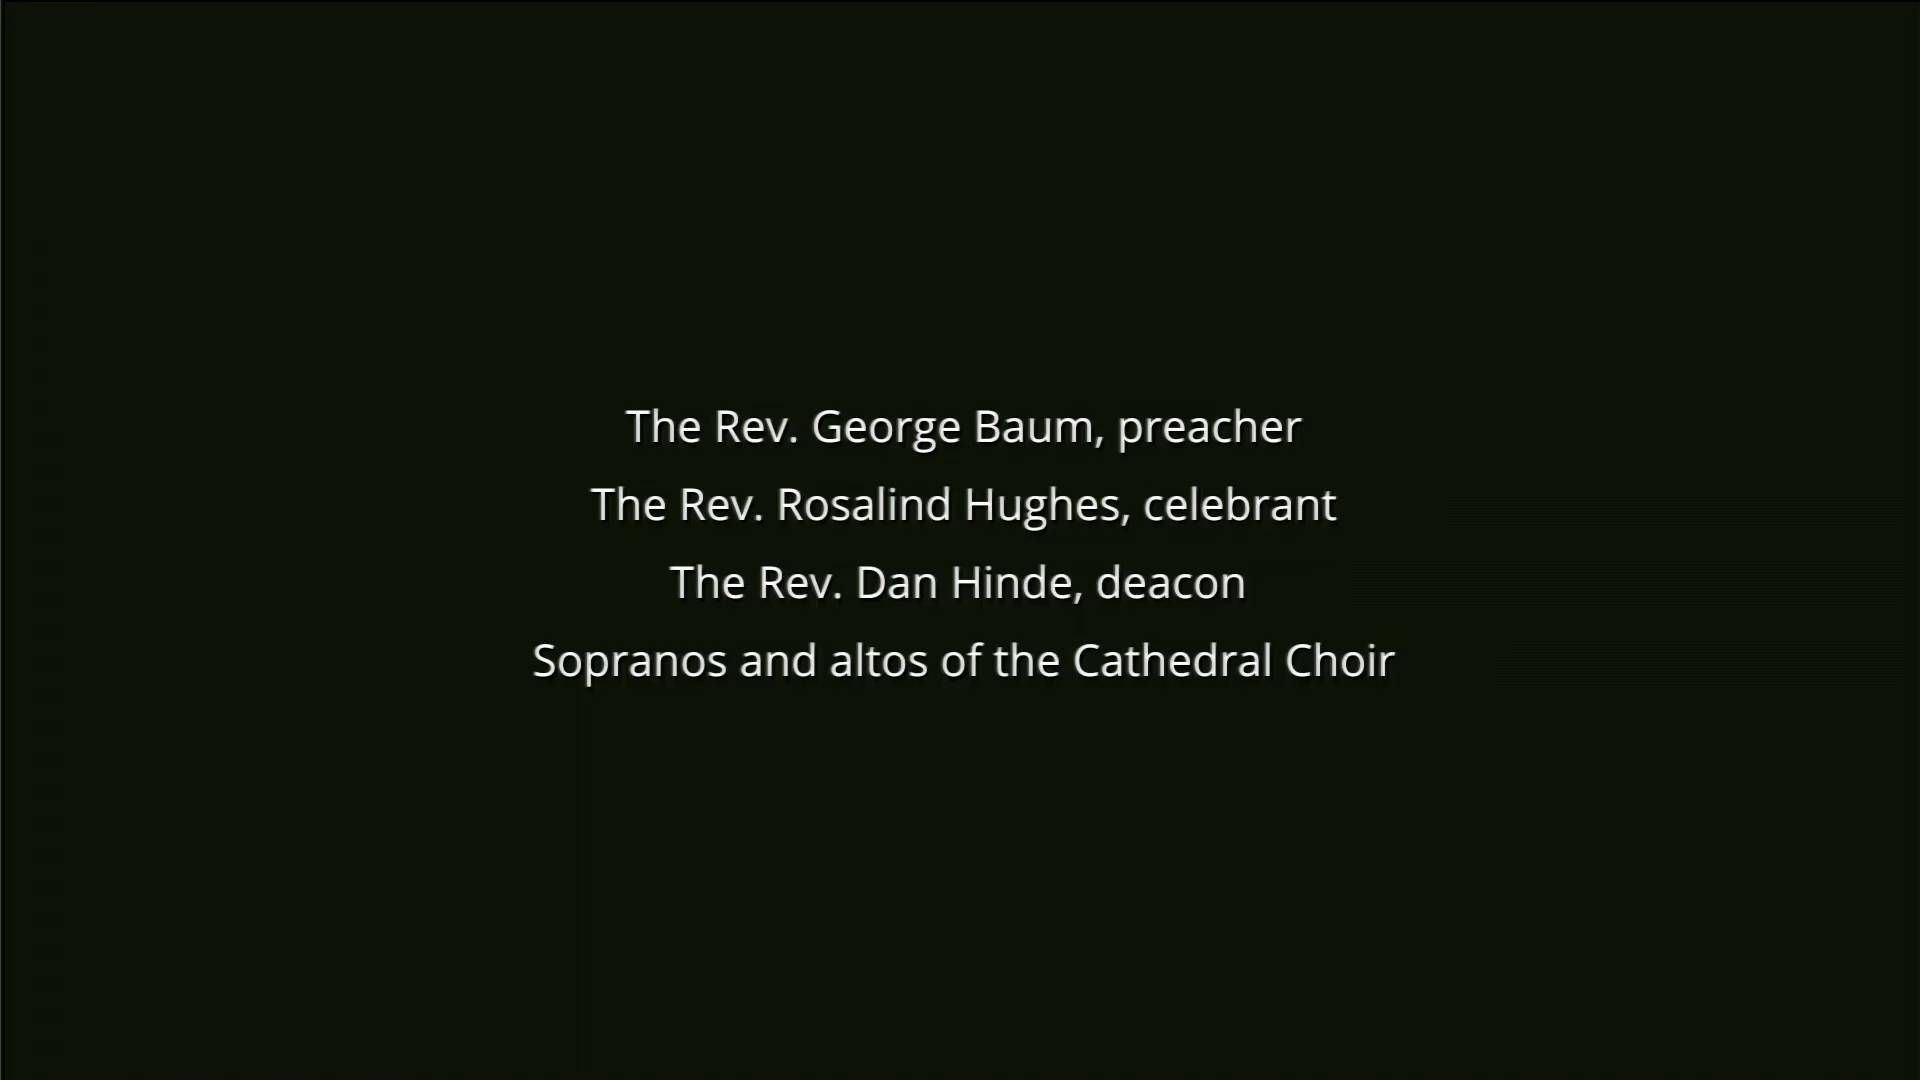 The Rev. George Baum, preacher
The Rev. Rosalind Hughes, celebrant
The Rev. Dan Hinde, deacon
Sopranos and altos of the Cathedral Choir